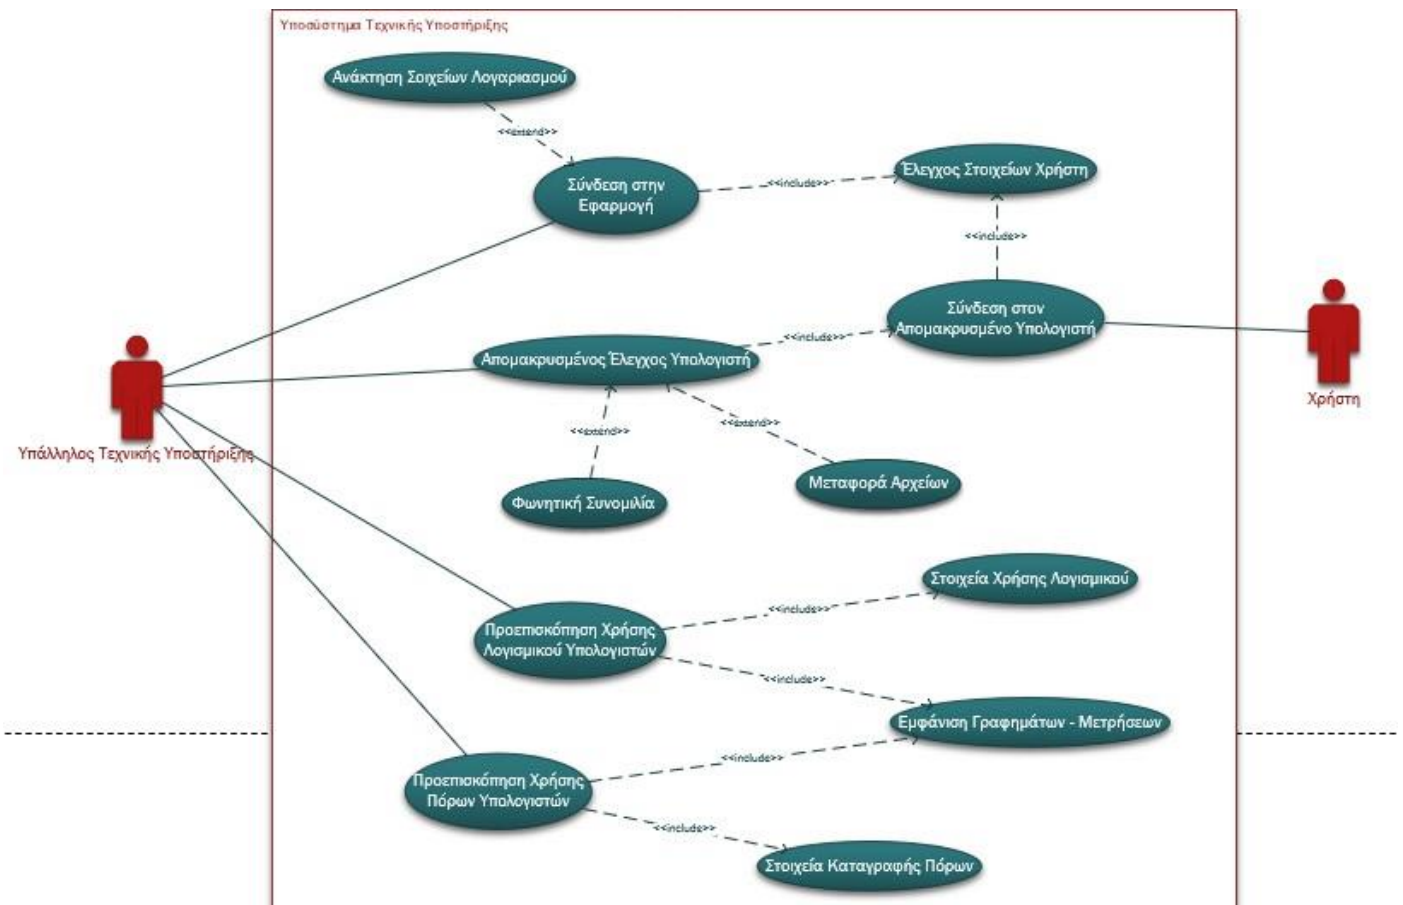 Υποσύστημα Τεχνικής Υποστήριξης
Ανάκτηση Σοιχείων Λογαριασμού
<<extend>>
Έλεγχος Στοιχείων Χρήστη
<<include>>
Σύνδεση στην
Εφαρμογή
<<include>>
Σύνδεση στον
Απομακρυσμένο Υπολογιστή
<<include>>
Απομακρυσμένος Έλεγχος Υπολογιστή
Χρήστη
<<extend>>
<<extend>>
Υπάλληλος Τεχνικής Υποστήριξης
Μεταφορά Αρχείων
Φωνητική Συνομιλία
Στοιχεία Χρήσης Λογισμικού
<<include>>
Προεπισκόπηση Χρήσης
Λογισμικού Υπολογιστών
<<include>>
Εμφάνιση Γραφημάτων - Μετρήσεων
<<include>>
Προεπισκόπηση Χρήσης
Πόρων Υπολογιστών
<<include>>
Στοιχεία Καταγραφής Πόρων